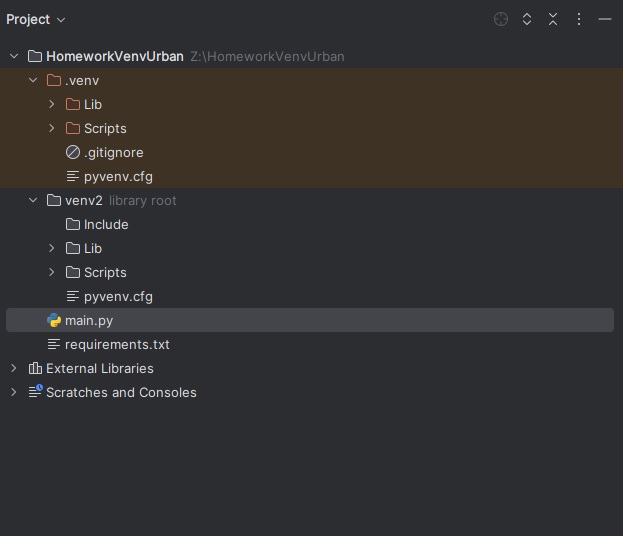 Project
HomeworkVenvUrban Z:\HomeworkVenvUrban
.venv
Lib
Scripts
.gitignore
pyvenv.cfg
venv2 library root
Include
Lib
Scripts
pyvenv.cfg
main.py
requirements.txt
External Libraries
Scratches and Consoles